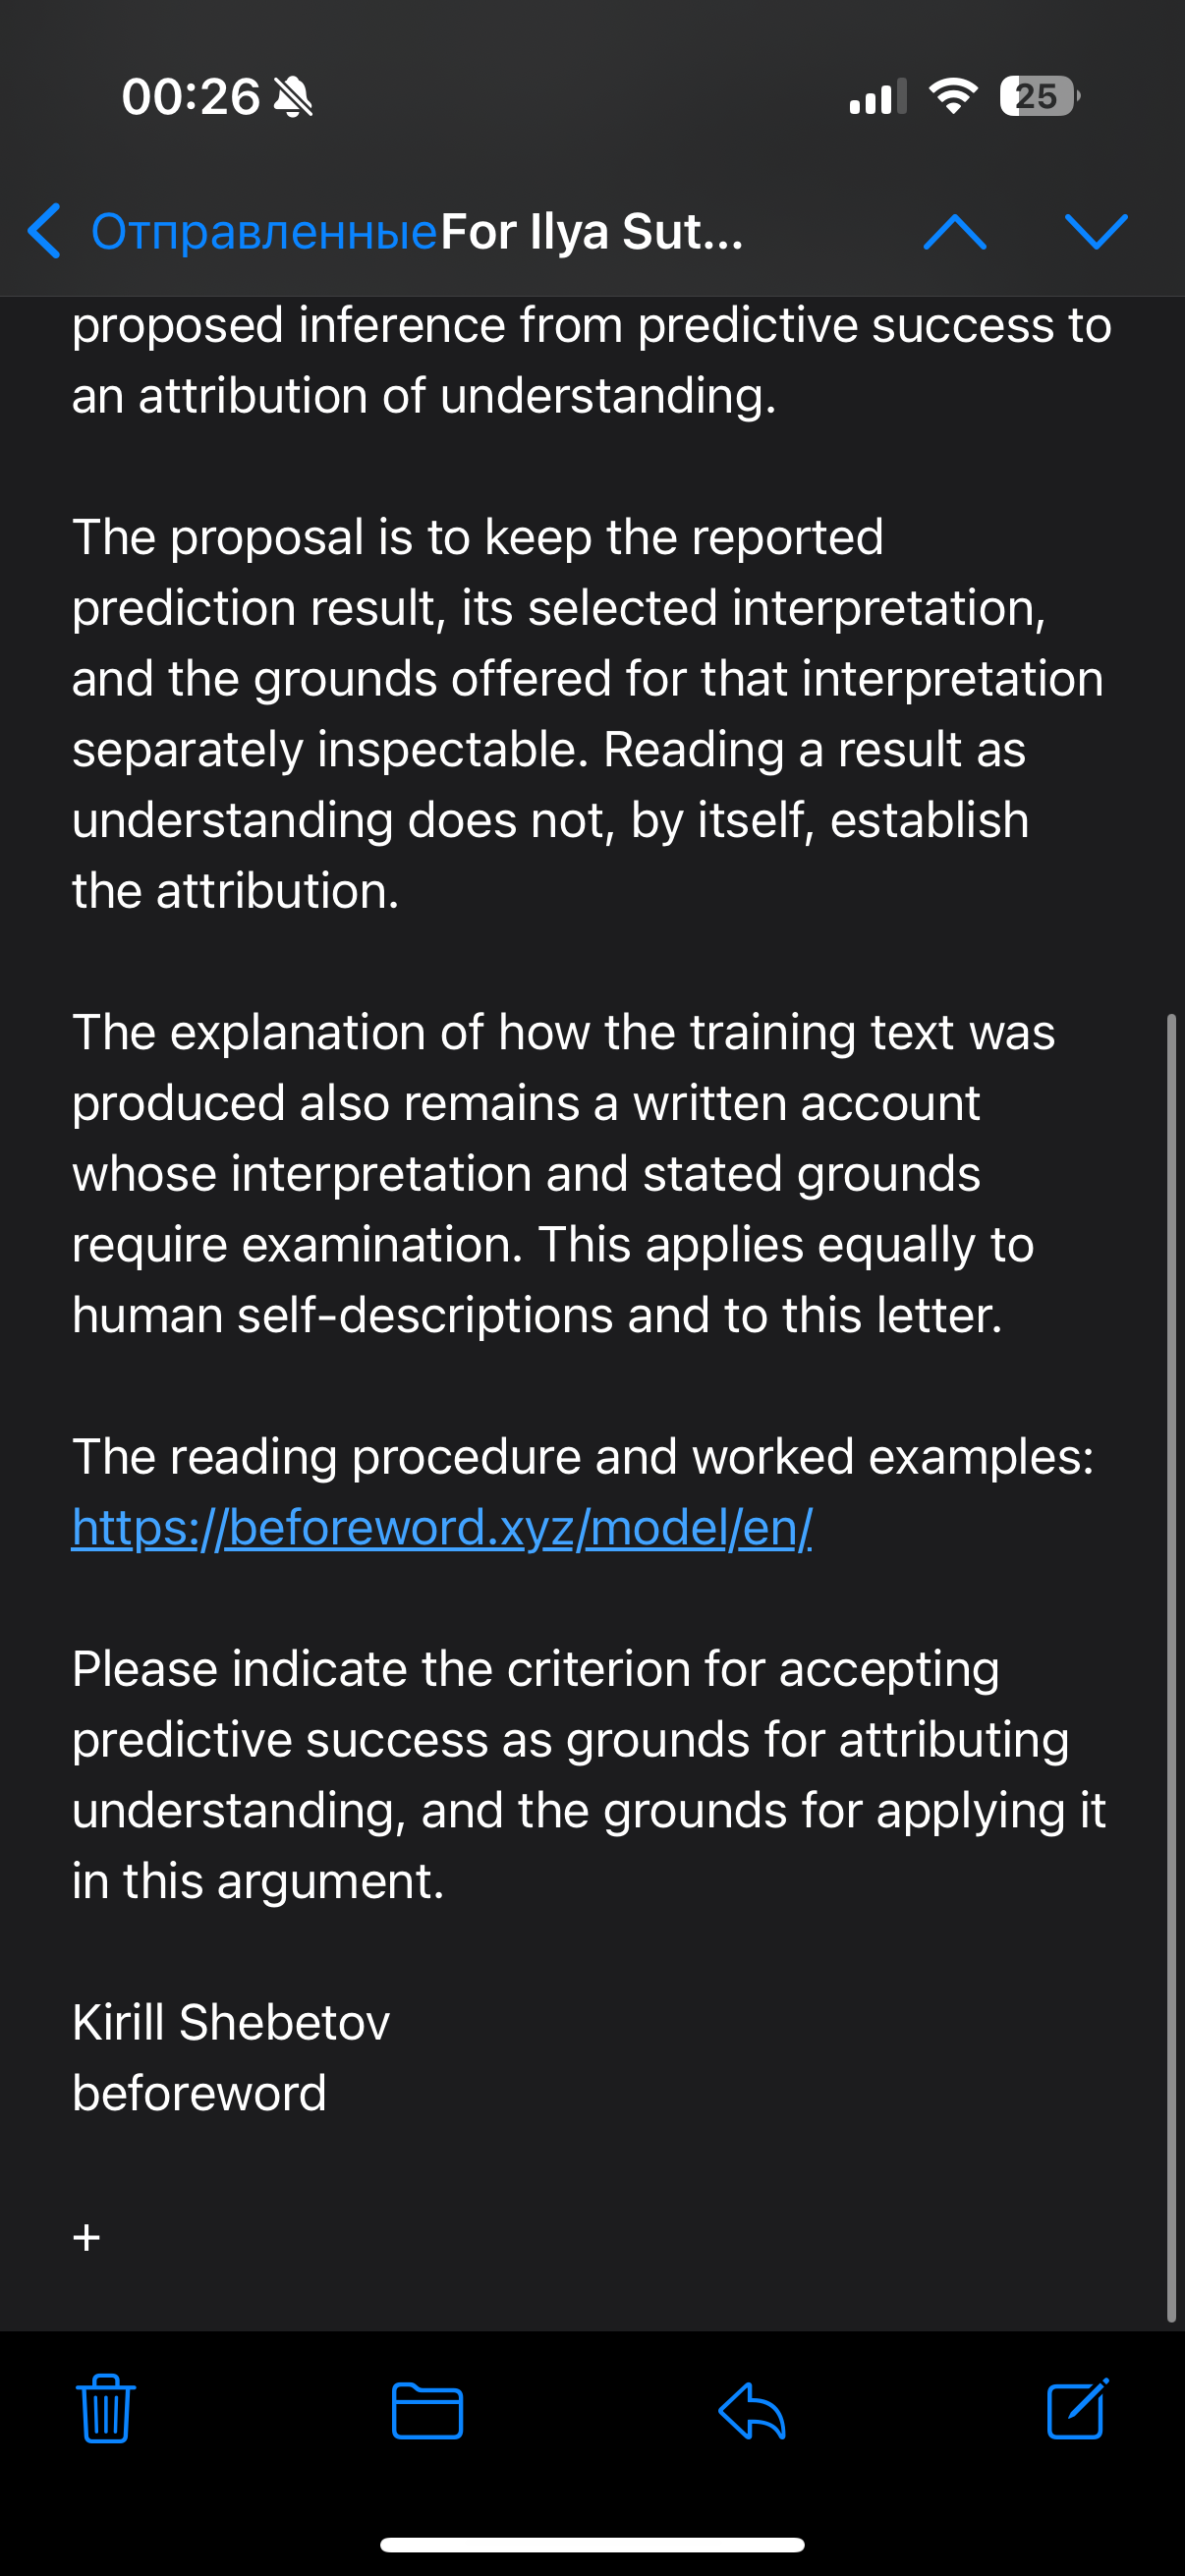 00:26
25
Отправленные For Ilya Sut...
proposed inference from predictive success to
an attribution of understanding.
The proposal is to keep the reported
prediction result, its selected interpretation,
and the grounds offered for that interpretation
separately inspectable. Reading a result as
understanding does not, by itself, establish
the attribution.
The explanation of how the training text was
produced also remains a written account
whose interpretation and stated grounds
require examination. This applies equally to
human self-descriptions and to this letter.
The reading procedure and worked examples:
https://beforeword.xyz/model/en/
Please indicate the criterion for accepting
predictive success as grounds for attributing
understanding, and the grounds for applying it
in this argument.
Kirill Shebetov
beforeword
+